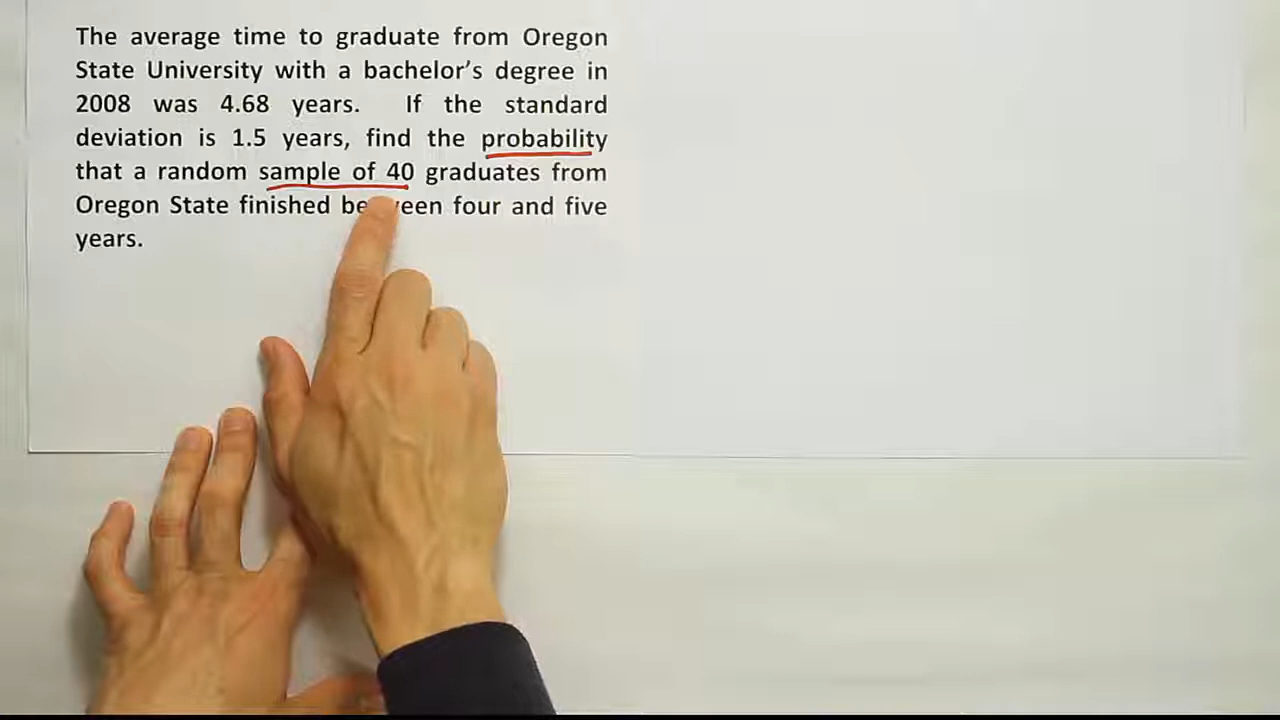 The average time to graduate from Oregon
State University with a bachelor's degree in
2008 was 4.68 years. If the standard
deviation is 1.5 years, find the probability
that a random sample of 40 graduates from
Oregon State finished between four and five
years.